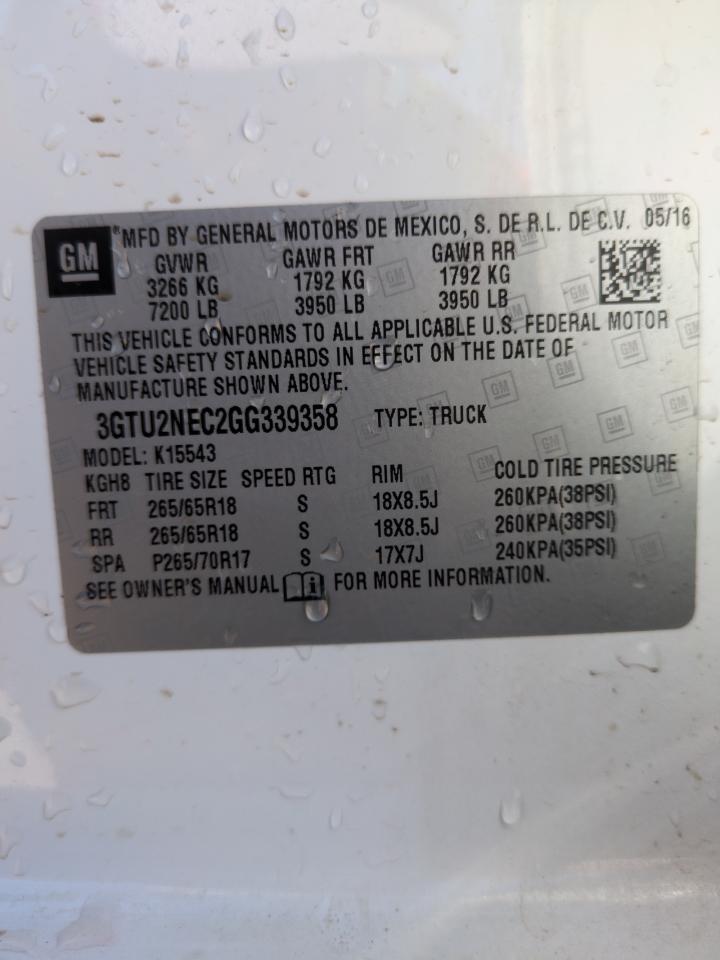 GM ®MFD BY GENERAL MOTORS DE MEXICO, S. DE R.L. DE C.V. 05/16
GVWR GAWR FRT GAWR RR
3266 KG 1792 KG 1792 KG
7200 LB 3950 LB 3950 LB
THIS VEHICLE CONFORMS TO ALL APPLICABLE U.S. FEDERAL MOTOR
VEHICLE SAFETY STANDARDS IN EFFECT ON THE DATE OF
MANUFACTURE SHOWN ABOVE.
3GTU2NEC2GG339358 TYPE: TRUCK
MODEL: K15543
KGH8 TIRE SIZE SPEED RTG RIM COLD TIRE PRESSURE
FRT 265/65R18 S 18X8.5J 260KPA(38PSI)
RR 265/65R18 S 18X8.5J 260KPA(38PSI)
SPA P265/70R17 S 17X7J 240KPA(35PSI)
SEE OWNER'S MANUAL i FOR MORE INFORMATION.